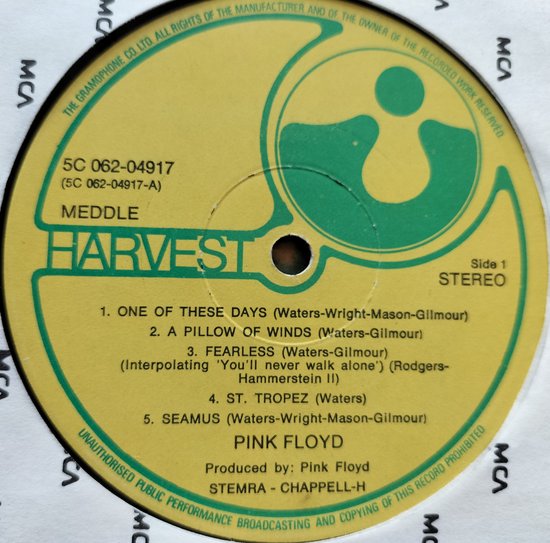 THE GRAMOPHONE CO LTD. ALL RIGHTS OF THE MANUFACTURER AND OF THE OWNER OF THE RECORDED WORK RESERVED
5C 062-04917
(5C 062-04917-A)
MEDDLE
HARVEST
Side 1
STEREO
1. ONE OF THESE DAYS (Waters-Wright-Mason-Gilmour)
2. A PILLOW OF WINDS (Waters-Gilmour)
3. FEARLESS (Waters-Gilmour)
(Interpolating 'You'll never walk alone') (Rodgers-
Hammerstein II)
4. ST. TROPEZ (Waters)
5. SEAMUS (Waters-Wright-Mason-Gilmour)
PINK FLOYD
Produced by: Pink Floyd
STEMRA - CHAPPELL-H
UNAUTHORISED PUBLIC PERFORMANCE BROADCASTING AND COPYING OF THIS RECORD PROHIBITED
MCA
MCA
MCA
MCA
MCA
MCA